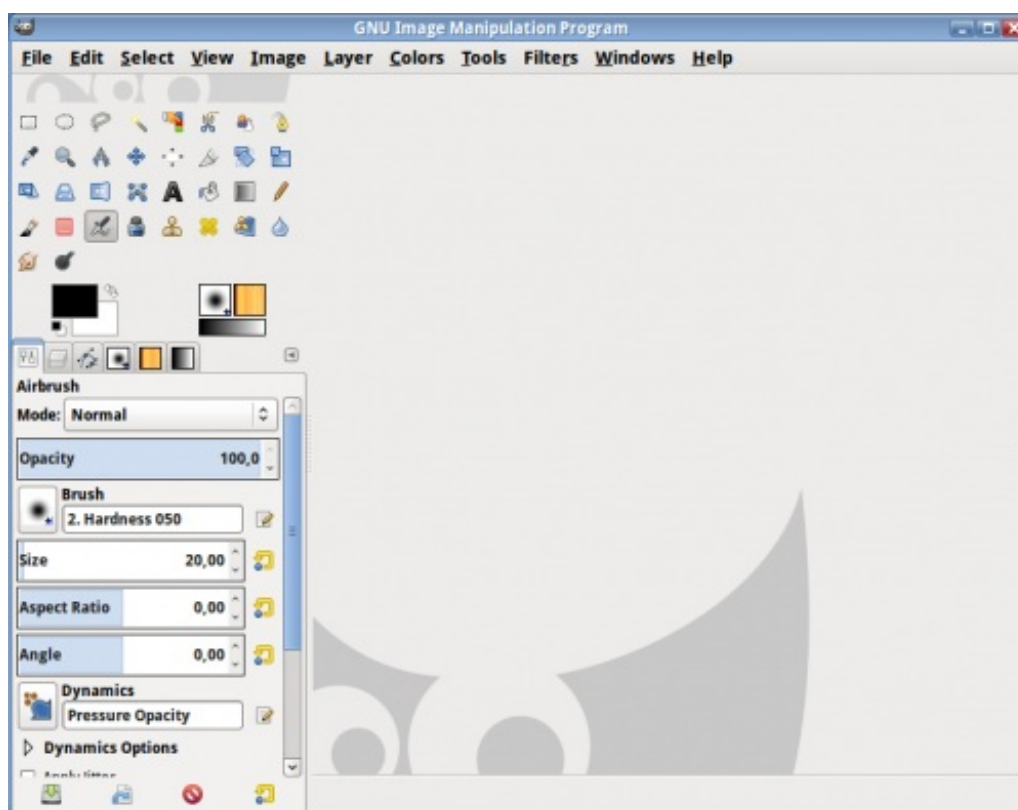 GNU Image Manipulation Program
File Edit Select View Image Layer Colors Tools Filters Windows Help
Airbrush
Mode: Normal
Opacity 100,0
Brush
2. Hardness 050
Size 20,00
Aspect Ratio 0,00
Angle 0,00
Dynamics
Pressure Opacity
Dynamics Options
Apply Jitter